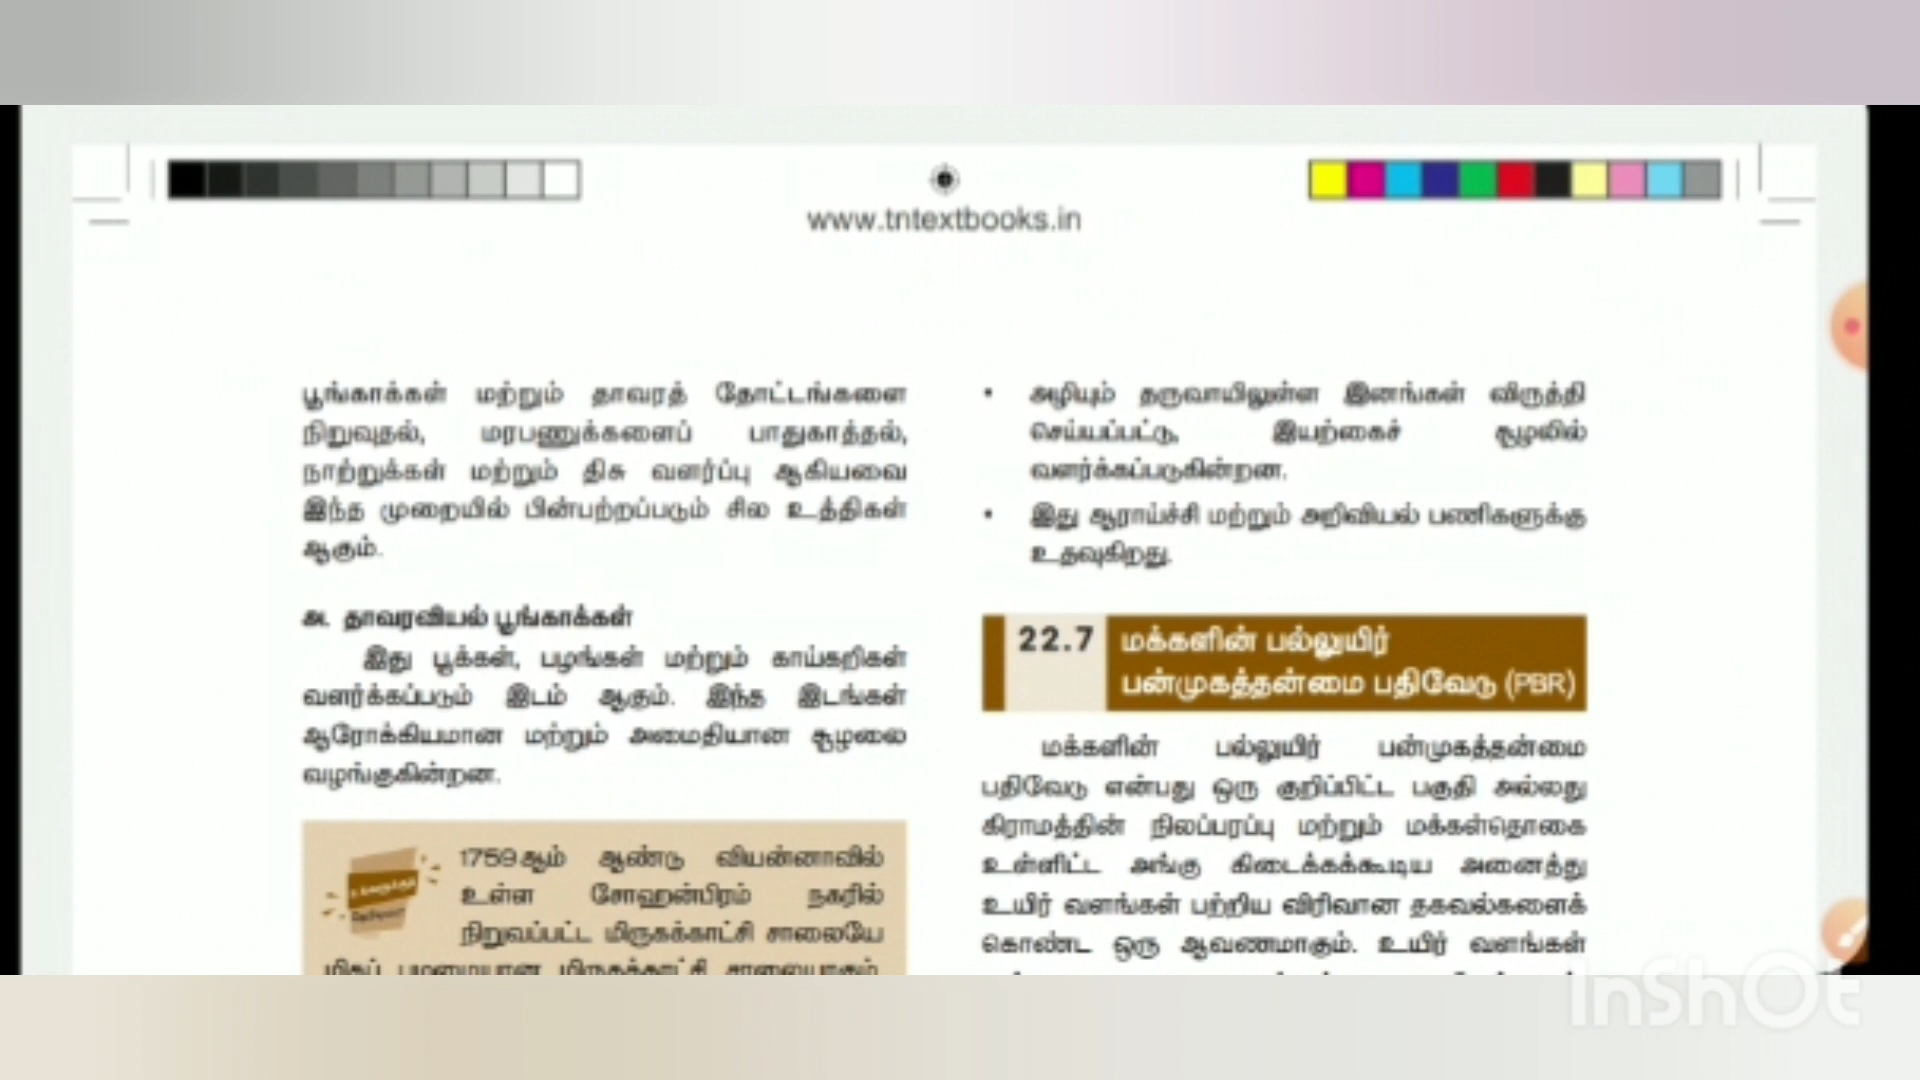 www.tntextbooks.in
பூங்காக்கள் மற்றும் தாவரத் தோட்டங்களை
நிறுவுதல், மரபணுக்களைப் பாதுகாத்தல்,
நாற்றுக்கள் மற்றும் திசு வளர்ப்பு ஆகியவை
இந்த முறையில் பின்பற்றப்படும் சில உத்திகள்
ஆகும்.
அ. தாவரவியல் பூங்காக்கள்
இது பூக்கள், பழங்கள் மற்றும் காய்கறிகள்
வளர்க்கப்படும் இடம் ஆகும். இந்த இடங்கள்
ஆரோக்கியமான மற்றும் அமைதியான சூழலை
வழங்குகின்றன.
உங்களுக்குத்
தெரியுமா
1759ஆம் ஆண்டு வியன்னாவில்
உள்ள சோஹன்பிரம் நகரில்
நிறுவப்பட்ட மிருகக்காட்சி சாலையே
மிகப் பழமையான மிருகக்காட்சி சாலையாகும்.
• அழியும் தருவாயிலுள்ள இனங்கள் விருத்தி
செய்யப்பட்டு, இயற்கைச் சூழலில்
வளர்க்கப்படுகின்றன.
• இது ஆராய்ச்சி மற்றும் அறிவியல் பணிகளுக்கு
உதவுகிறது.
22.7 மக்களின் பல்லுயிர்
பன்முகத்தன்மை பதிவேடு (PBR)
மக்களின் பல்லுயிர் பன்முகத்தன்மை
பதிவேடு என்பது ஒரு குறிப்பிட்ட பகுதி அல்லது
கிராமத்தின் நிலப்பரப்பு மற்றும் மக்கள்தொகை
உள்ளிட்ட அங்கு கிடைக்கக்கூடிய அனைத்து
உயிர் வளங்கள் பற்றிய விரிவான தகவல்களைக்
கொண்ட ஒரு ஆவணமாகும். உயிர் வளங்கள்
InShOt